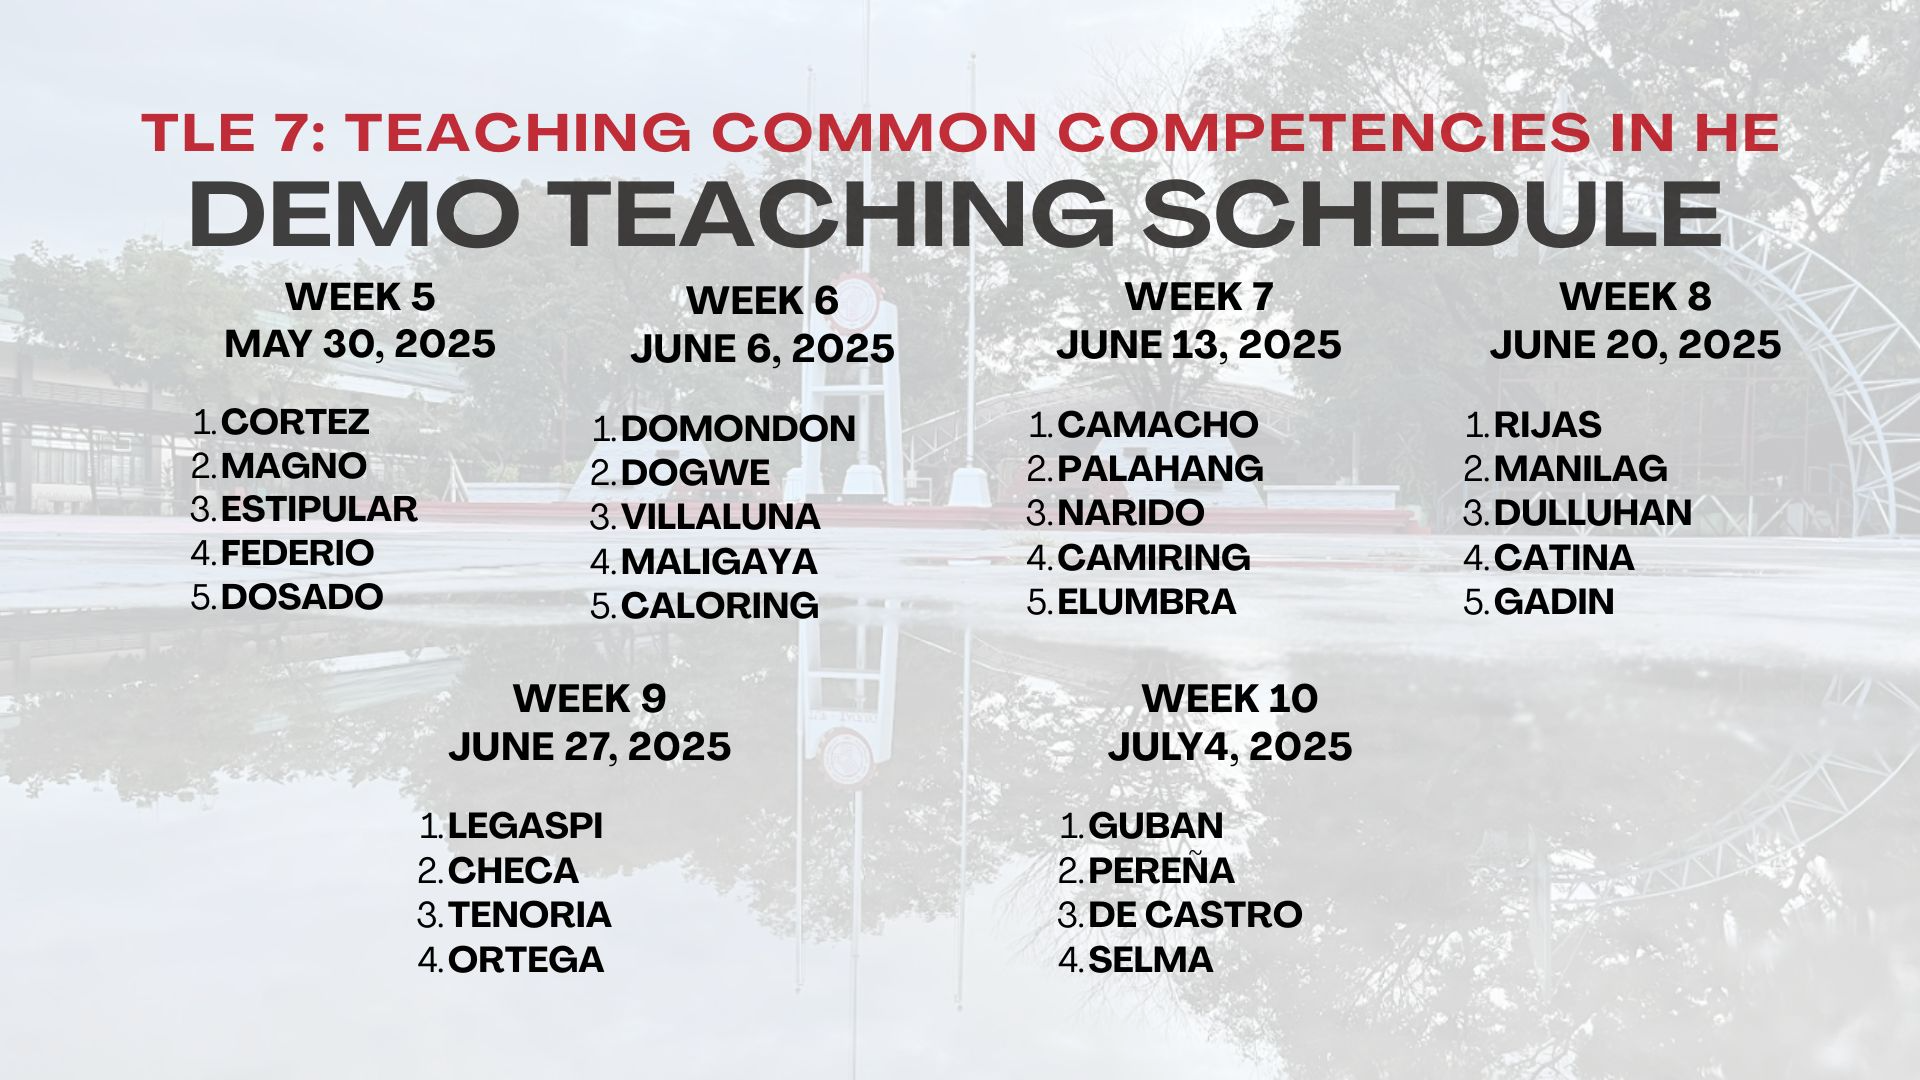 TLE 7: TEACHING COMMON COMPETENCIES IN HE
DEMO TEACHING SCHEDULE
WEEK 5
MAY 30, 2025
1. CORTEZ
2. MAGNO
3. ESTIPULAR
4. FEDERIO
5. DOSADO
WEEK 6
JUNE 6, 2025
1. DOMONDON
2. DOGWE
3. VILLALUNA
4. MALIGAYA
5. CALORING
WEEK 7
JUNE 13, 2025
1. CAMACHO
2. PALAHANG
3. NARIDO
4. CAMIRING
5. ELUMBRA
WEEK 8
JUNE 20, 2025
1. RIJAS
2. MANILAG
3. DULLUHAN
4. CATINA
5. GADIN
WEEK 9
JUNE 27, 2025
1. LEGASPI
2. CHECA
3. TENORIA
4. ORTEGA
WEEK 10
JULY4, 2025
1. GUBAN
2. PEREÑA
3. DE CASTRO
4. SELMA